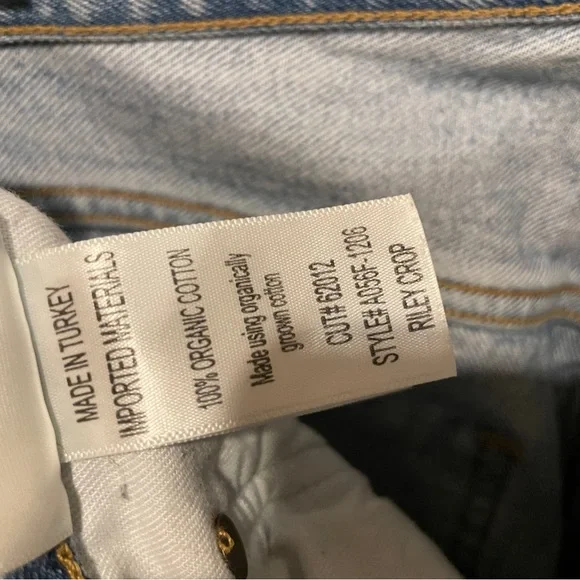 MADE IN TURKEY
IMPORTED MATERIALS
100% ORGANIC COTTON
Made using organically
groown cotton
CUT# 62012
STYLE# A056F-1206
RILEY CROP